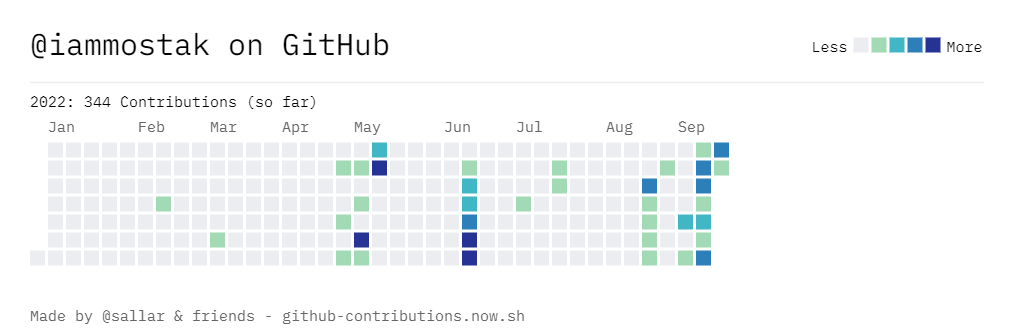 @iammostak on GitHub
Less More
2022: 344 Contributions (so far)
Jan Feb Mar Apr May Jun Jul Aug Sep
Made by @sallar & friends - github-contributions.now.sh